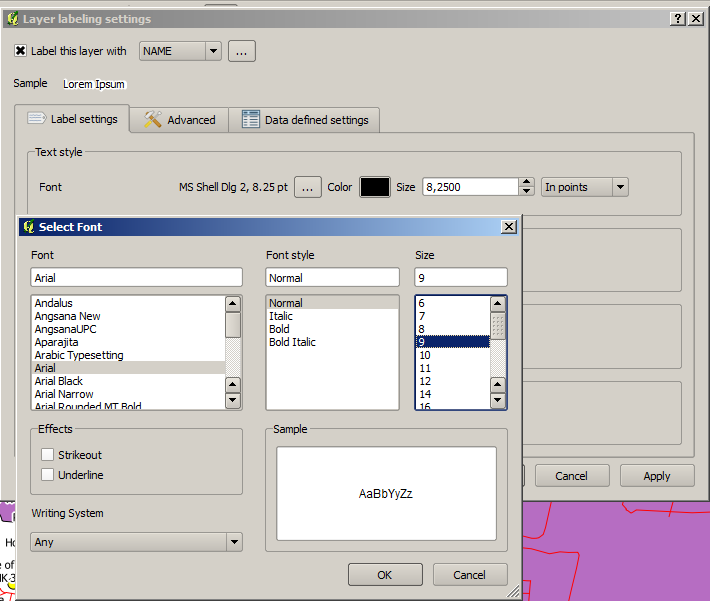 Layer labeling settings
Label this layer with NAME ...
Sample Lorem Ipsum
Label settings Advanced Data defined settings
Text style
Font MS Shell Dlg 2, 8.25 pt ... Color Size 8,2500 In points
Select Font
Font Font style Size
Arial Normal 9
Andalus Normal 6
Angsana New Italic 7
AngsanaUPC Bold 8
Aparajita Bold Italic 9
Arabic Typesetting 10
Arial 11
Arial Black 12
Arial Narrow 14
Arial Rounded MT Bold 16
Effects Sample
Strikeout
Underline
AaBbYyZz
Cancel Apply
Writing System
Any
OK Cancel
Ho
e of
IK 3